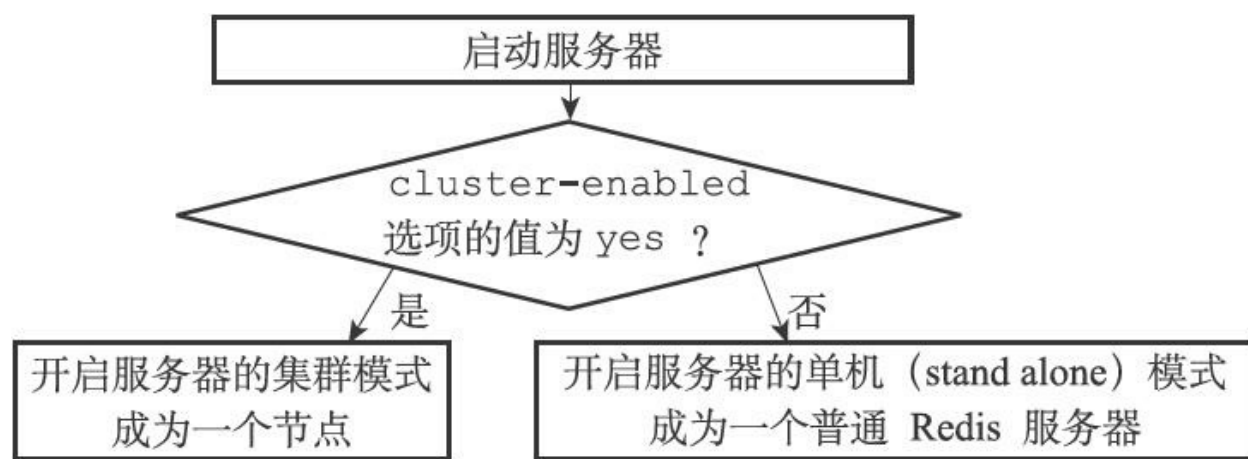 启动服务器
cluster-enabled
选项的值为 yes ？
是
否
开启服务器的集群模式
成为一个节点
开启服务器的单机（stand alone）模式
成为一个普通 Redis 服务器